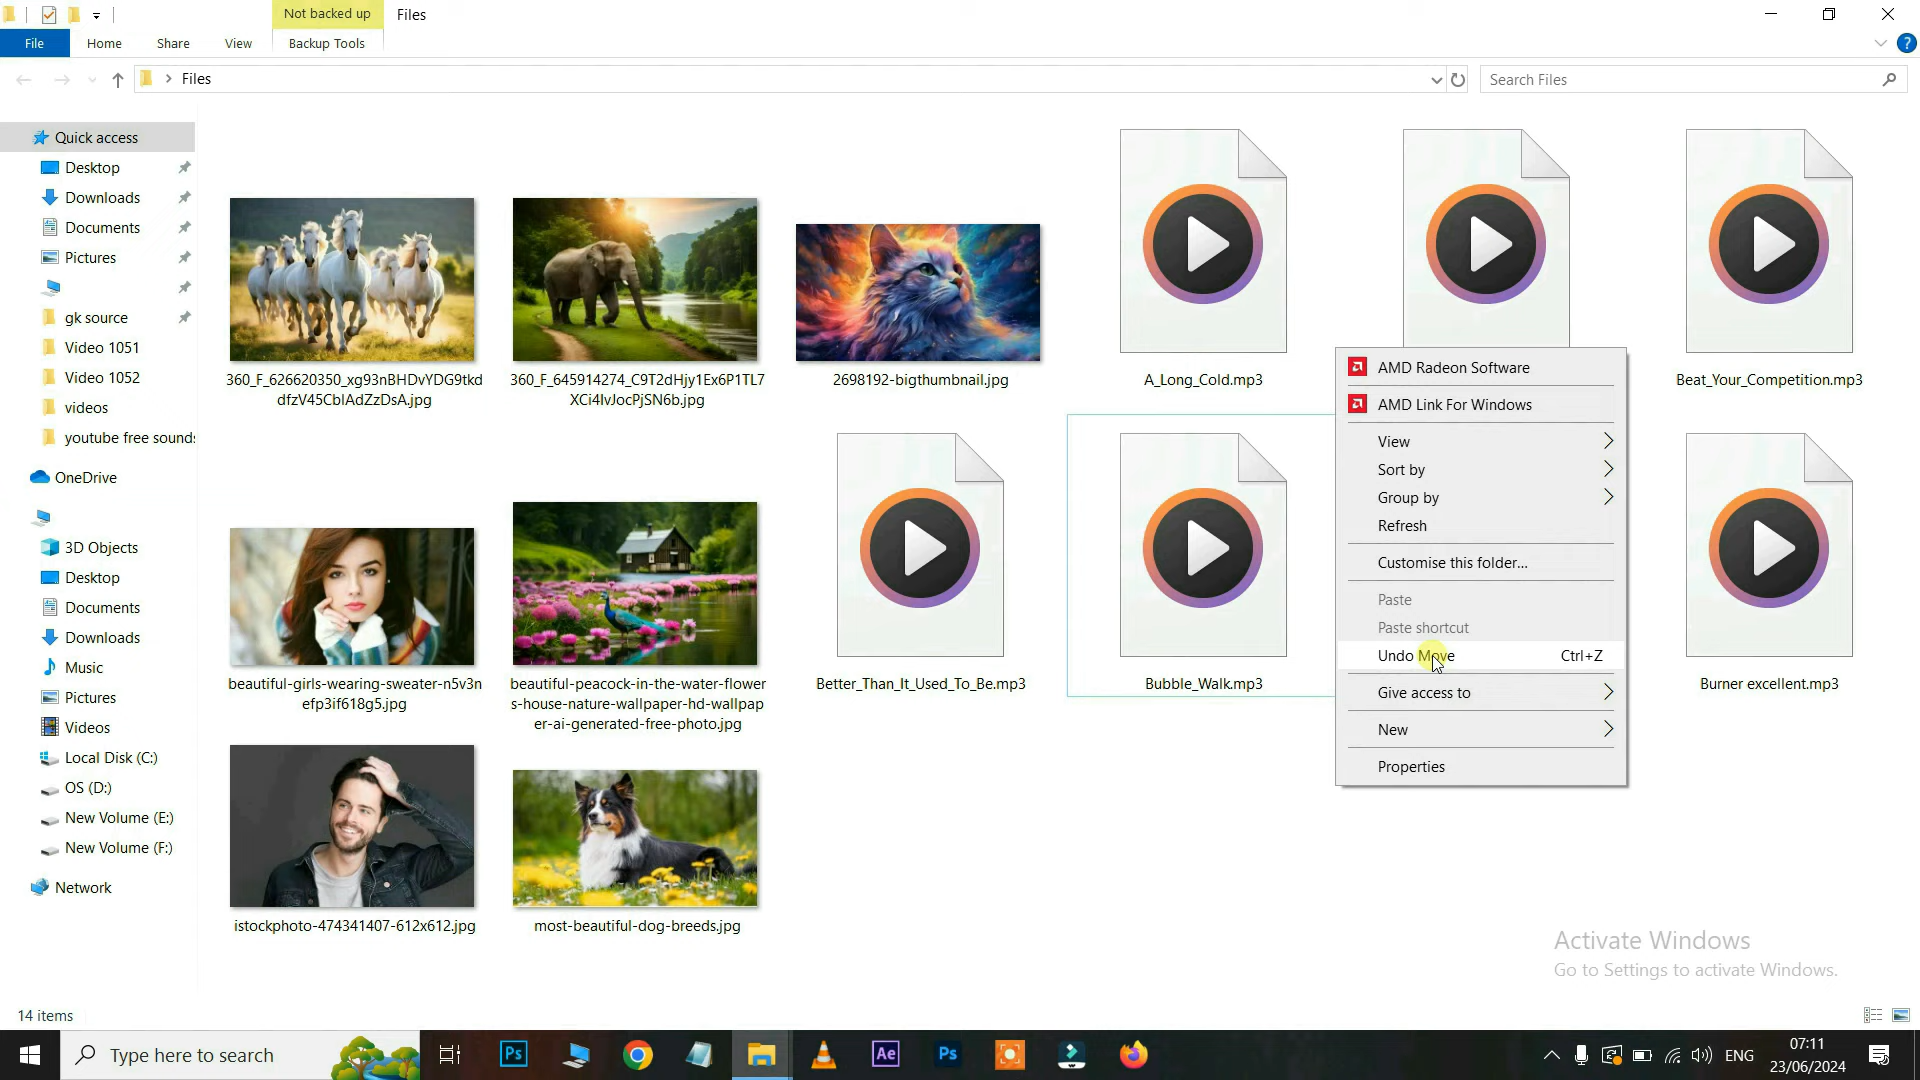 Not backed up
Files
File
Home
Share
View
Backup Tools
?
Files
Search Files
Quick access
Desktop
Downloads
Documents
Pictures
gk source
Video 1051
Video 1052
videos
youtube free sound
OneDrive
3D Objects
Desktop
Documents
Downloads
Music
Pictures
Videos
Local Disk (C:)
OS (D:)
New Volume (E:)
New Volume (F:)
Network
360_F_626620350_xg93nBHDvYDG9tkd
dfzV45CblAdZzDsA.jpg
360_F_645914274_C9T2dHjy1Ex6P1TL7
XCi4IvJocPjSN6b.jpg
2698192-bigthumbnail.jpg
A_Long_Cold.mp3
Beat_Your_Competition.mp3
beautiful-girls-wearing-sweater-n5v3n
efp3if618g5.jpg
beautiful-peacock-in-the-water-flower
s-house-nature-wallpaper-hd-wallpap
er-ai-generated-free-photo.jpg
Better_Than_It_Used_To_Be.mp3
Bubble_Walk.mp3
Burner excellent.mp3
istockphoto-474341407-612x612.jpg
most-beautiful-dog-breeds.jpg
AMD Radeon Software
AMD Link For Windows
View
Sort by
Group by
Refresh
Customise this folder...
Paste
Paste shortcut
Undo Move Ctrl+Z
Give access to
New
Properties
Activate Windows
Go to Settings to activate Windows.
14 items
Type here to search
Ps
Ae
Ps
ENG
07:11
23/06/2024